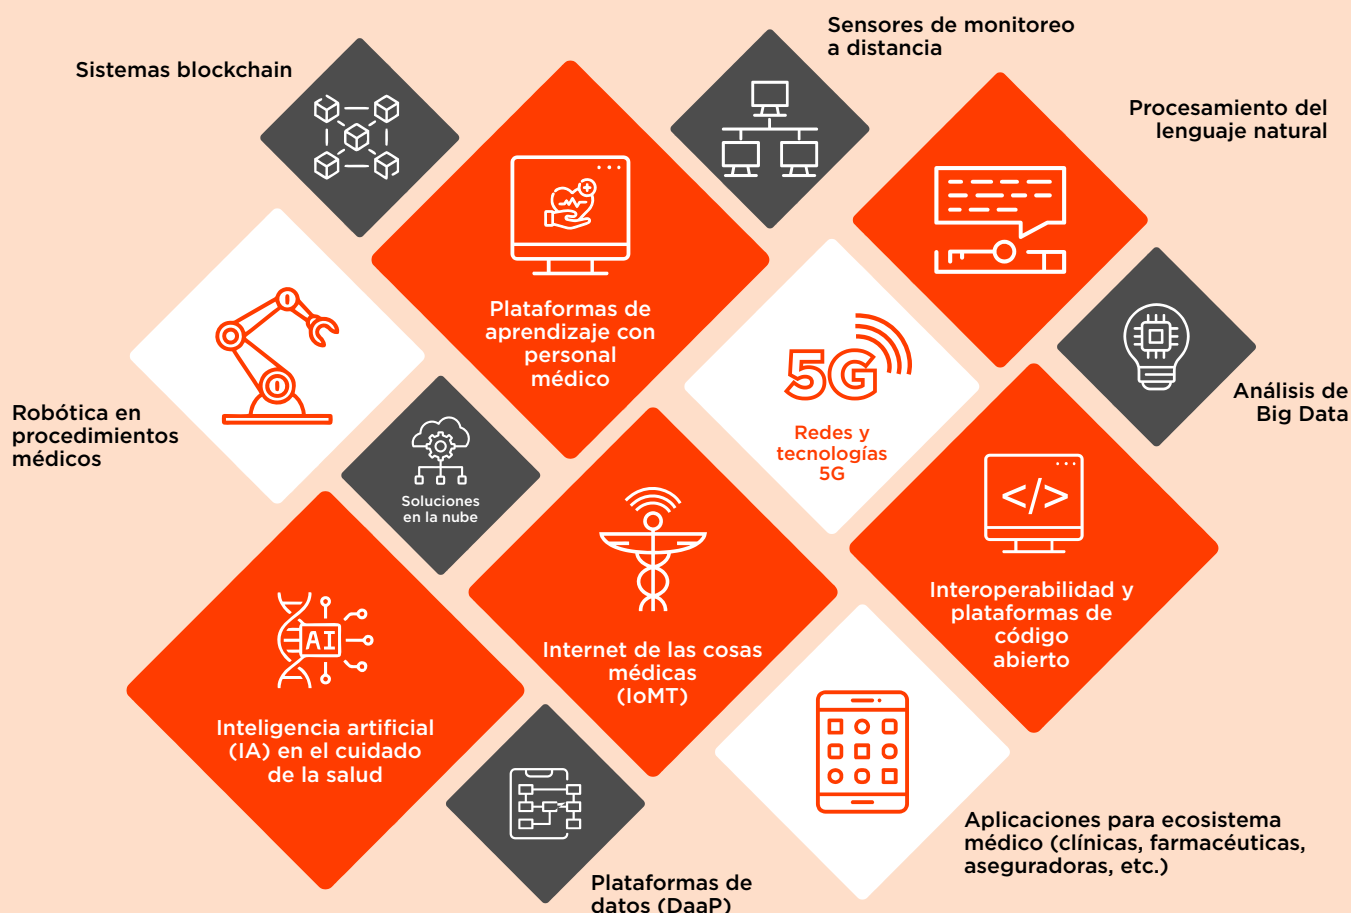 Sensores de monitoreo
a distancia
Sistemas blockchain
Procesamiento del
lenguaje natural
Plataformas de
aprendizaje con
personal
médico
5G
Redes y
tecnologías
5G
Análisis de
Big Data
Robótica en
procedimientos
médicos
Soluciones
en la nube
</>
Interoperabilidad y
plataformas de
código
abierto
AI
Internet de las cosas
médicas
(IoMT)
Inteligencia artificial
(IA) en el cuidado
de la salud
Aplicaciones para ecosistema
médico (clínicas, farmacéuticas,
aseguradoras, etc.)
Plataformas de
datos (DaaP)